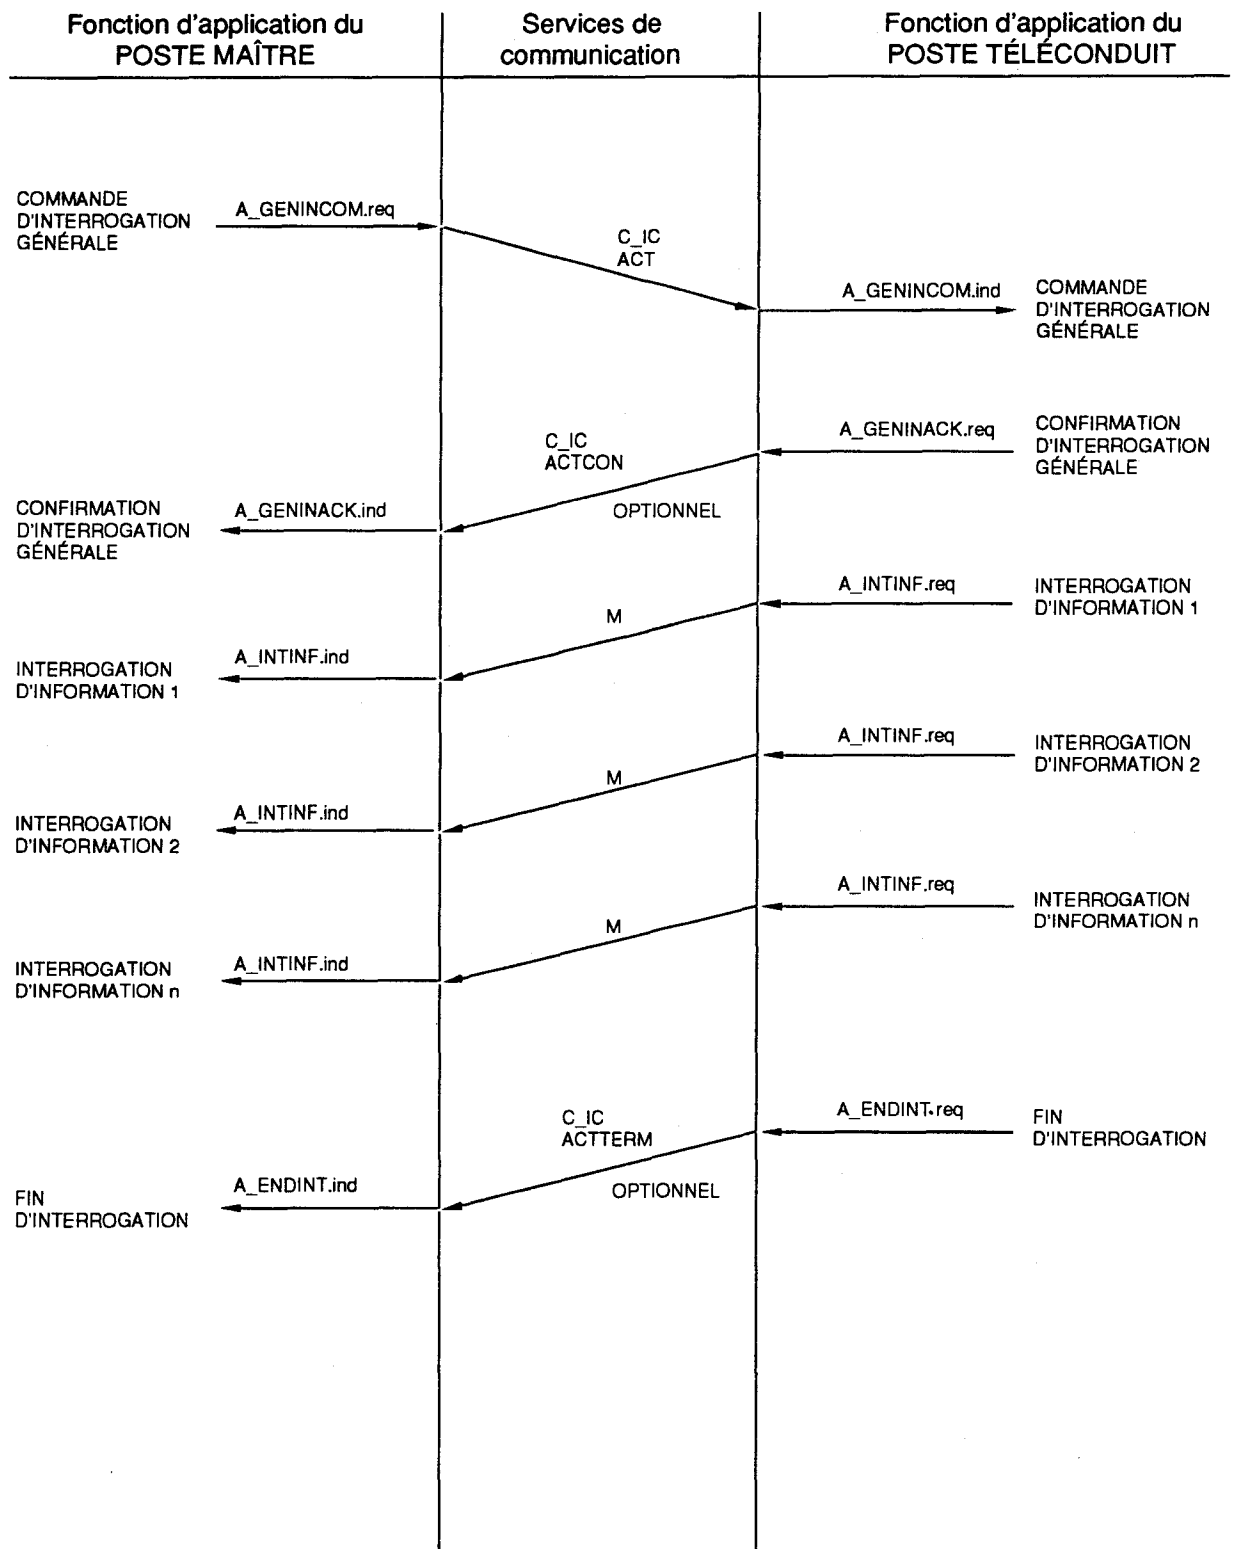 Fonction d'application du
POSTE MAÎTRE
Services de
communication
Fonction d'application du
POSTE TÉLÉCONDUIT
COMMANDE
D'INTERROGATION
GÉNÉRALE
A_GENINCOM.req
C_IC
ACT
A_GENINCOM.ind
COMMANDE
D'INTERROGATION
GÉNÉRALE
A_GENINACK.req
CONFIRMATION
D'INTERROGATION
GÉNÉRALE
C_IC
ACTCON
OPTIONNEL
CONFIRMATION
D'INTERROGATION
GÉNÉRALE
A_GENINACK.ind
A_INTINF.req
INTERROGATION
D'INFORMATION 1
M
A_INTINF.ind
INTERROGATION
D'INFORMATION 1
A_INTINF.req
INTERROGATION
D'INFORMATION 2
M
A_INTINF.ind
INTERROGATION
D'INFORMATION 2
A_INTINF.req
INTERROGATION
D'INFORMATION n
M
A_INTINF.ind
INTERROGATION
D'INFORMATION n
A_ENDINT.req
FIN
D'INTERROGATION
C_IC
ACTTERM
OPTIONNEL
A_ENDINT.ind
FIN
D'INTERROGATION